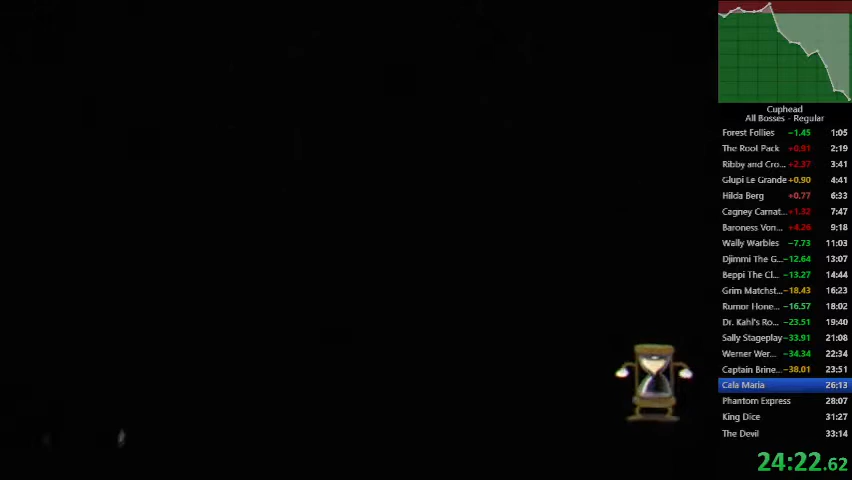 Cuphead
All Bosses - Regular
Forest Follies -1.45 1:05
The Root Pack +0.91 2:19
Ribby and Cro... +2.37 3:41
Glupi Le Grande +0.90 4:41
Hilda Berg +0.77 6:33
Cagney Carnat... +1.32 7:47
Baroness Von... +4.26 9:18
Wally Warbles -7.73 11:03
Djimmi The G... -12.64 13:07
Beppi The Cl... -13.27 14:44
Grim Matchst... -18.43 16:23
Rumor Hone... -16.57 18:02
Dr. Kahl's Ro... -23.51 19:40
Sally Stageplay -33.91 21:08
Werner Wer... -34.34 22:34
Captain Brine... -38.01 23:51
Cala Maria 26:13
Phantom Express 28:07
King Dice 31:27
The Devil 33:14
24:22.62